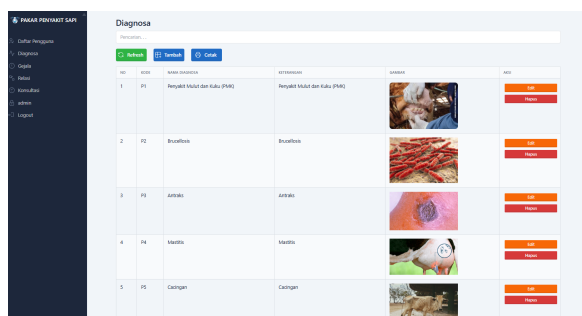 PAKAR PENYAKIT SAPI
Daftar Pengguna
Diagnosa
Gejala
Relasi
Konsultasi
admin
Logout
Diagnosa
Pencarian...
Refresh Tambah Cetak
NO KODE NAMA DIAGNOSA KETERANGAN GAMBAR AKSI
1 P1 Penyakit Mulut dan Kuku (PMK) Penyakit Mulut dan Kuku (PMK) Edit
Hapus
2 P2 Brucellosis Brucellosis Edit
Hapus
3 P3 Antraks Antraks Edit
Hapus
4 P4 Mastitis Mastitis Edit
Hapus
5 P5 Cacingan Cacingan Edit
Hapus